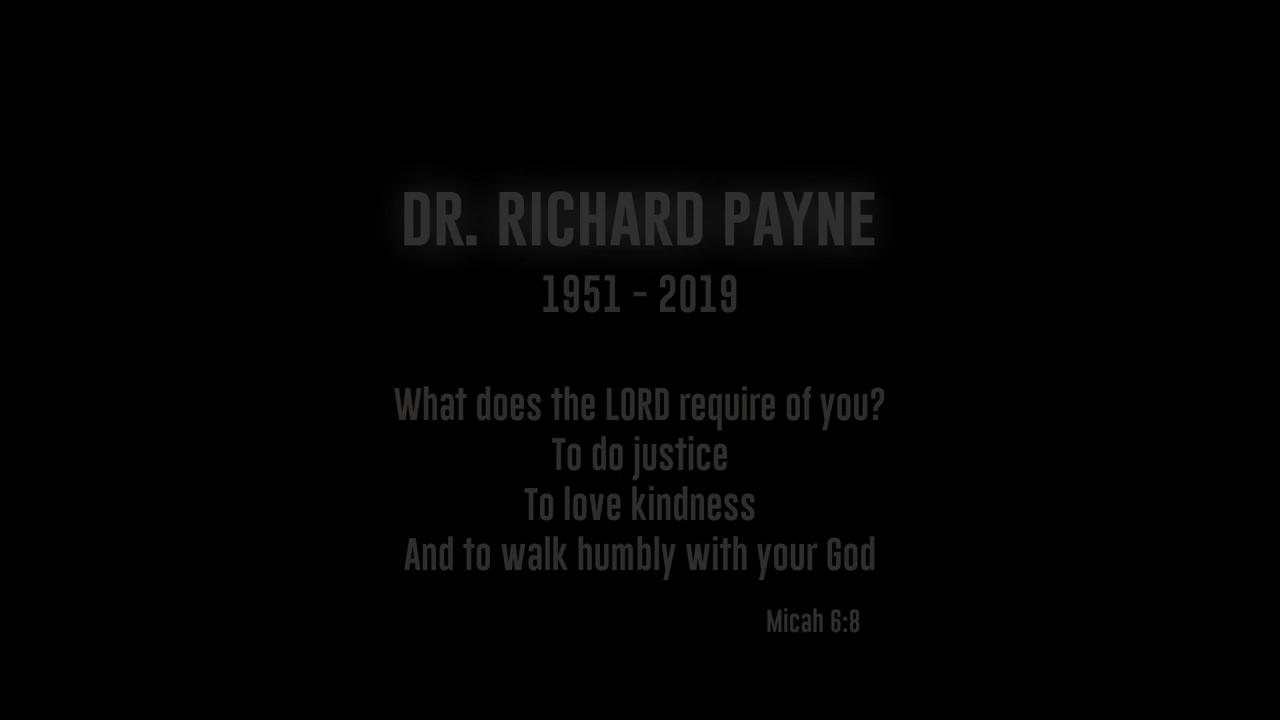 DR. RICHARD PAYNE
1951 - 2019
What does the LORD require of you?
To do justice
To love kindness
And to walk humbly with your God
Micah 6:8